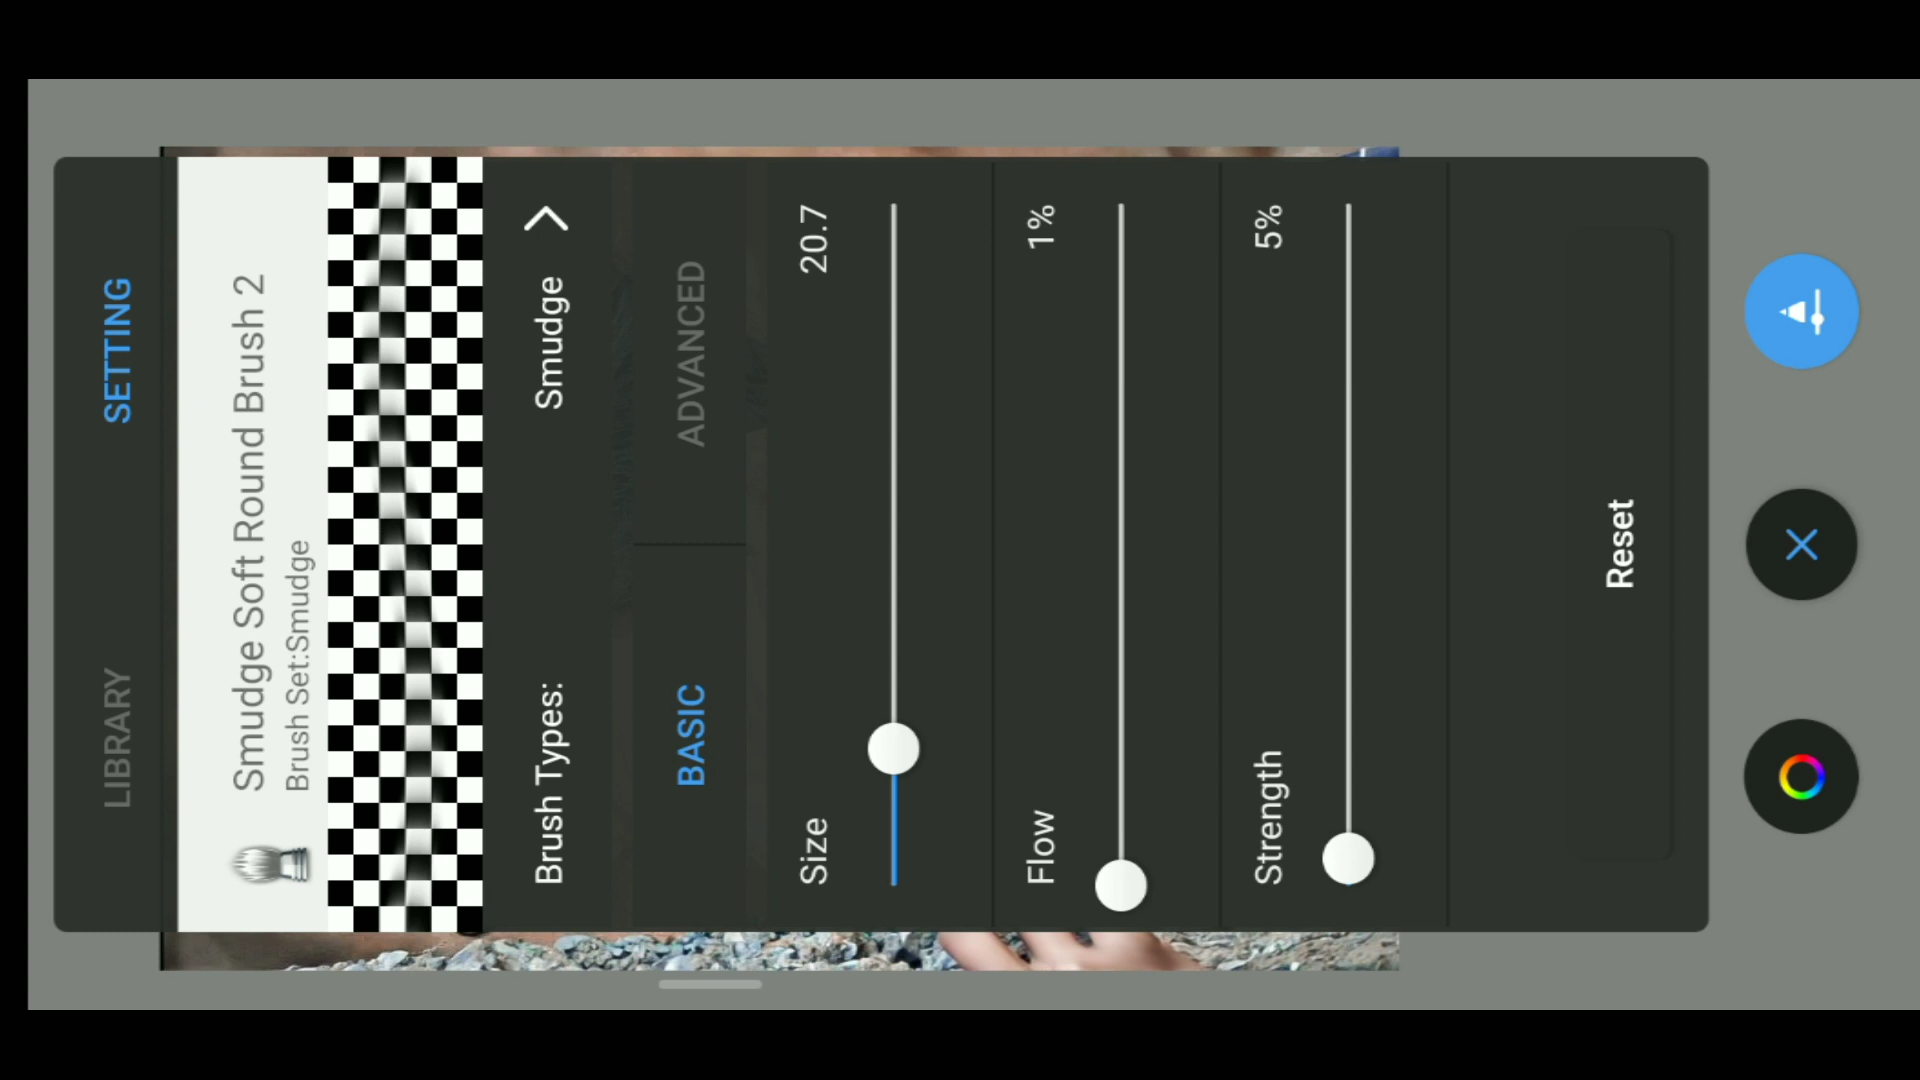 LIBRARY
SETTING
Smudge Soft Round Brush 2
Brush Set:Smudge
Brush Types:
Smudge
BASIC
ADVANCED
Size
20.7
Flow
1%
Strength
5%
Reset